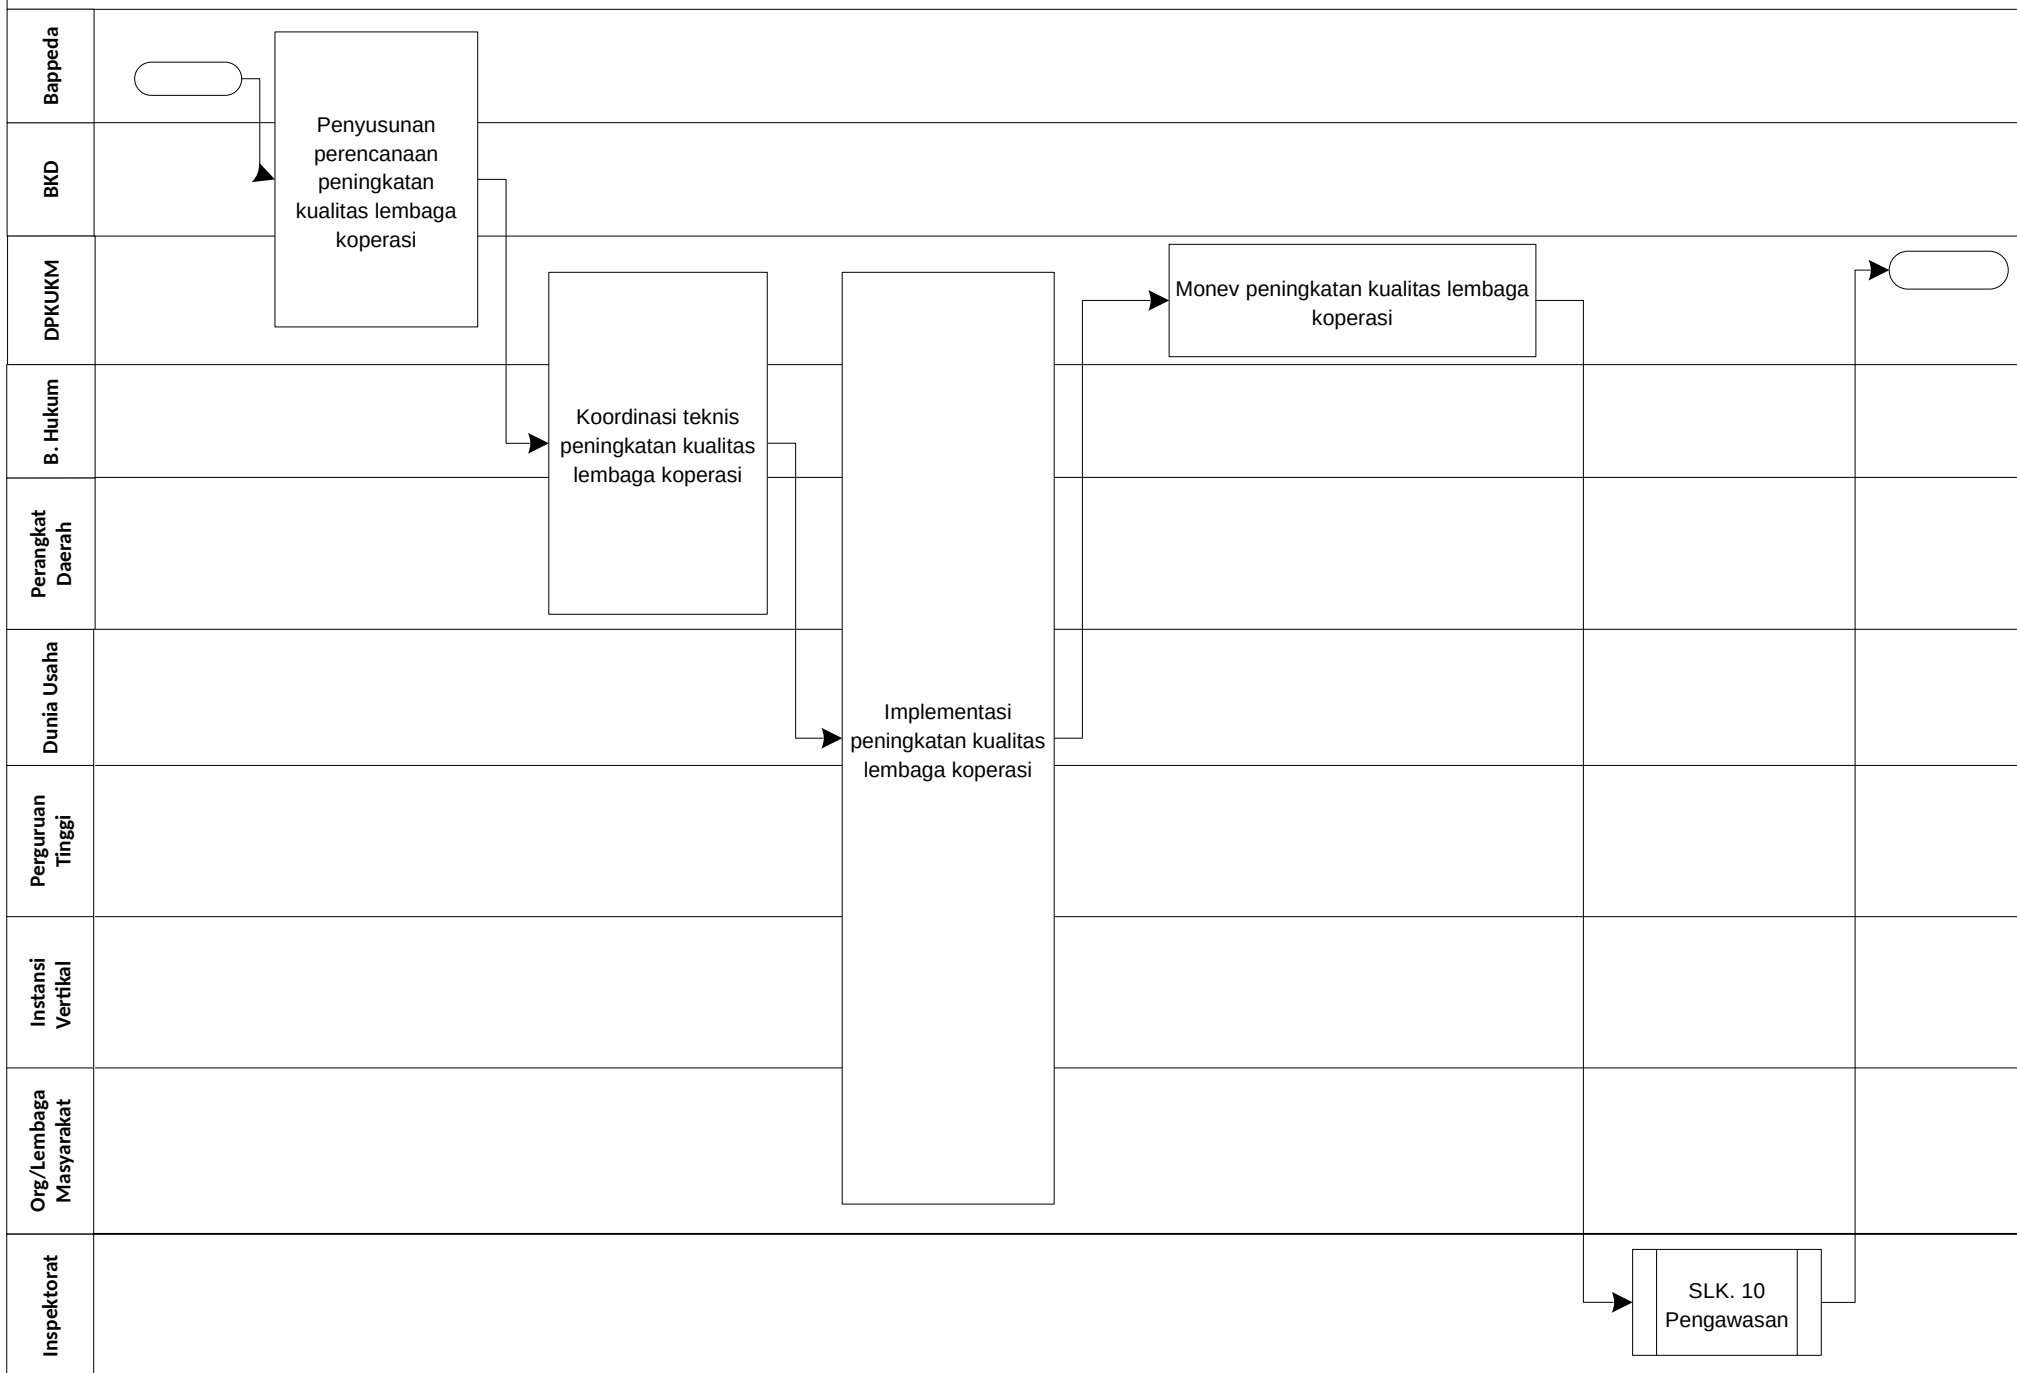 Bappeda
BKD
DPKUKM
B. Hukum
Perangkat
Daerah
Dunia Usaha
Perguruan
Tinggi
Instansi
Vertikal
Org/Lembaga
Masyarakat
Inspektorat
Penyusunan
perencanaan
peningkatan
kualitas lembaga
koperasi
Koordinasi teknis
peningkatan kualitas
lembaga koperasi
Implementasi
peningkatan kualitas
lembaga koperasi
Monev peningkatan kualitas lembaga
koperasi
SLK. 10
Pengawasan